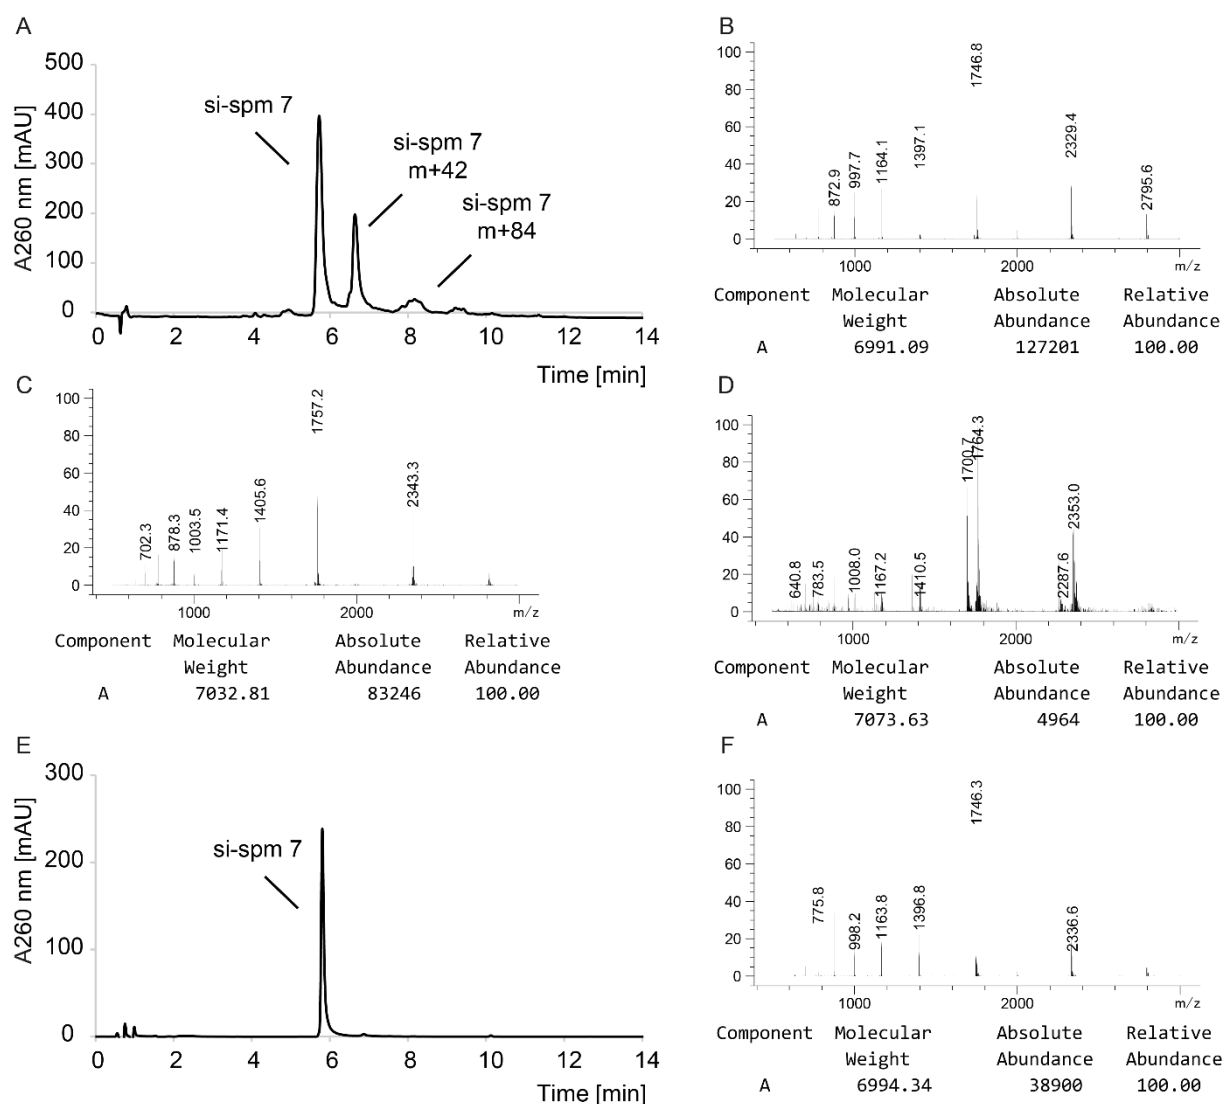 A
A260 nm [mAU]
500
400
300
200
100
0
si-spm 7
si-spm 7
m+42
si-spm 7
m+84
0 2 4 6 8 10 12 14
Time [min]
B
100
80
60
40
20
0
872.9
997.7
1164.1
1397.1
1746.8
2329.4
2795.6
1000 2000 m/z
Component Molecular Absolute Relative
Weight Abundance Abundance
A 6991.09 127201 100.00
C
100
80
60
40
20
0
702.3
878.3
1003.5
1171.4
1405.6
1757.2
2343.3
1000 2000 m/z
Component Molecular Absolute Relative
Weight Abundance Abundance
A 7032.81 83246 100.00
D
100
80
60
40
20
0
640.8
783.5
1008.0
1167.2
1410.5
1700.7
1764.3
2287.6
2353.0
1000 2000 m/z
Component Molecular Absolute Relative
Weight Abundance Abundance
A 7073.63 4964 100.00
E
A260 nm [mAU]
300
200
100
0
si-spm 7
0 2 4 6 8 10 12 14
Time [min]
F
100
80
60
40
20
0
775.8
998.2
1163.8
1396.8
1746.3
2336.6
1000 2000 m/z
Component Molecular Absolute Relative
Weight Abundance Abundance
A 6994.34 38900 100.00